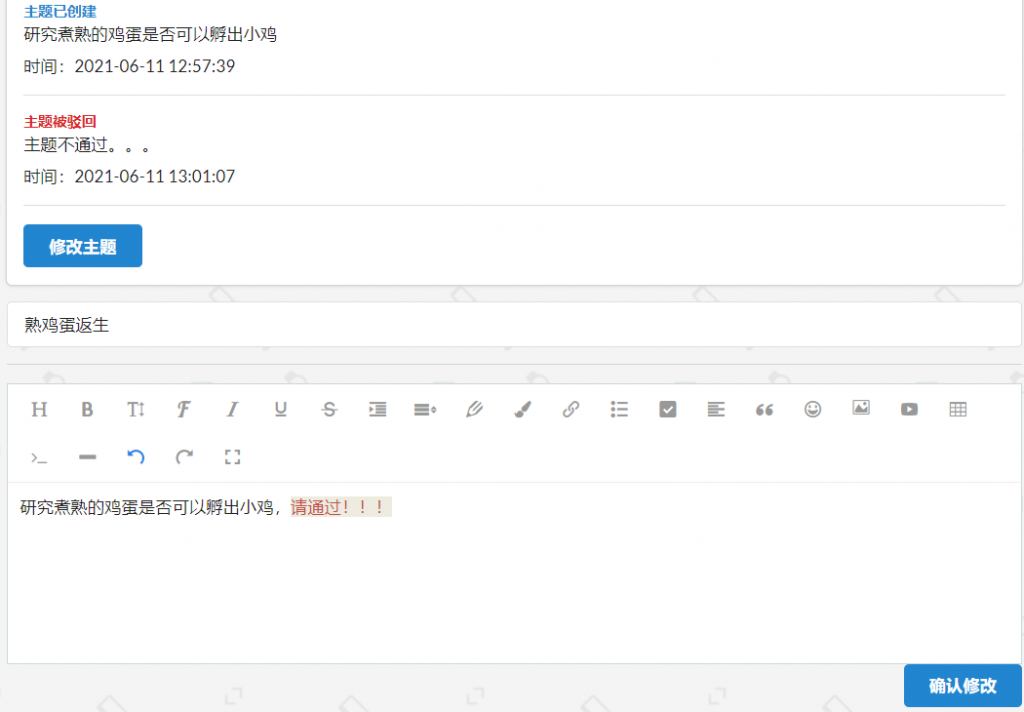 主题已创建
研究煮熟的鸡蛋是否可以孵出小鸡
时间：2021-06-11 12:57:39
主题被驳回
主题不通过。。。
时间：2021-06-11 13:01:07
修改主题
熟鸡蛋返生
研究煮熟的鸡蛋是否可以孵出小鸡，请通过！！！
确认修改